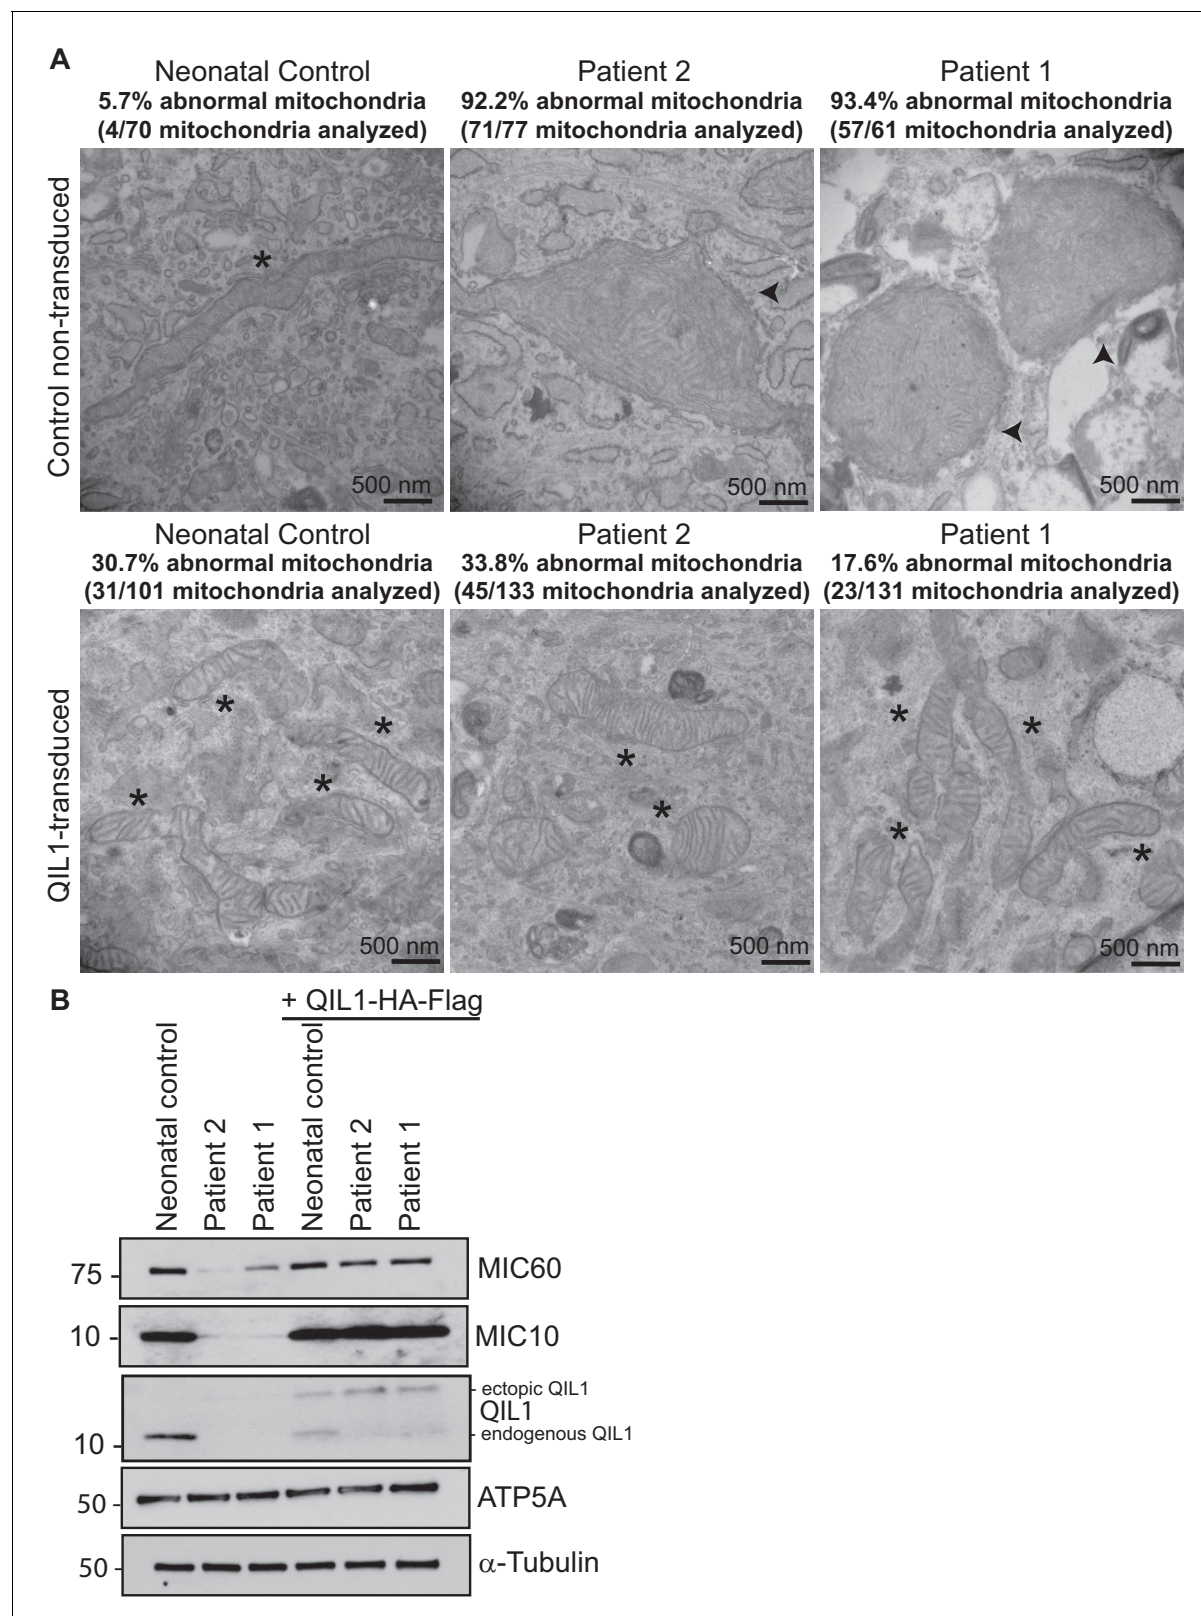 A
Neonatal Control
5.7% abnormal mitochondria
(4/70 mitochondria analyzed)
Patient 2
92.2% abnormal mitochondria
(71/77 mitochondria analyzed)
Patient 1
93.4% abnormal mitochondria
(57/61 mitochondria analyzed)
Control non-transduced
*
500 nm
500 nm
500 nm
Neonatal Control
30.7% abnormal mitochondria
(31/101 mitochondria analyzed)
Patient 2
33.8% abnormal mitochondria
(45/133 mitochondria analyzed)
Patient 1
17.6% abnormal mitochondria
(23/131 mitochondria analyzed)
QIL1-transduced
* * * *
* *
* * * *
500 nm
500 nm
500 nm
B
+ QIL1-HA-Flag
Neonatal control
Patient 2
Patient 1
Neonatal control
Patient 2
Patient 1
75 - MIC60
10 - MIC10
- ectopic QIL1
QIL1
10 - - endogenous QIL1
50 - ATP5A
50 - α-Tubulin